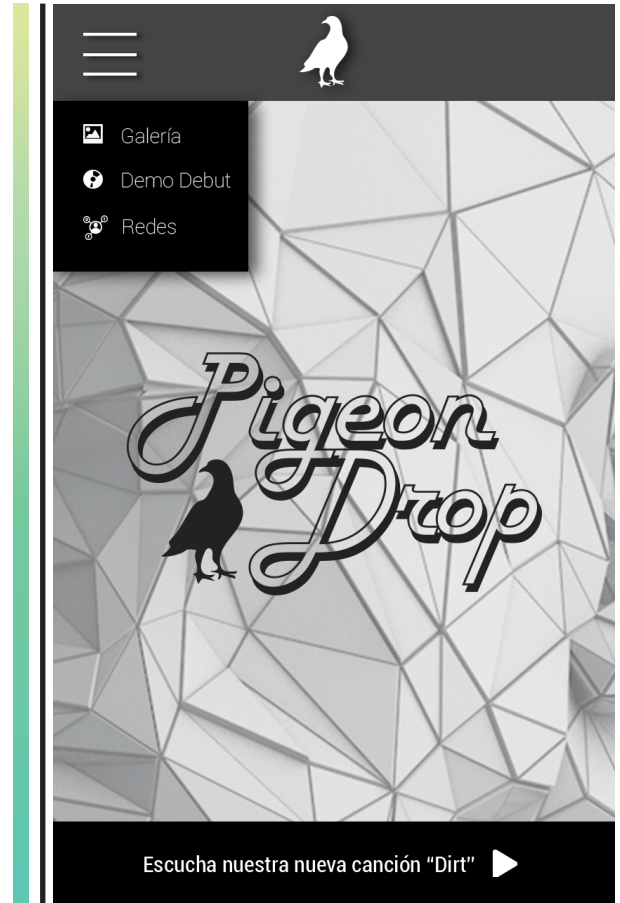 Galería
Demo Debut
Redes
Pigeon
Drop
Escucha nuestra nueva canción “Dirt”